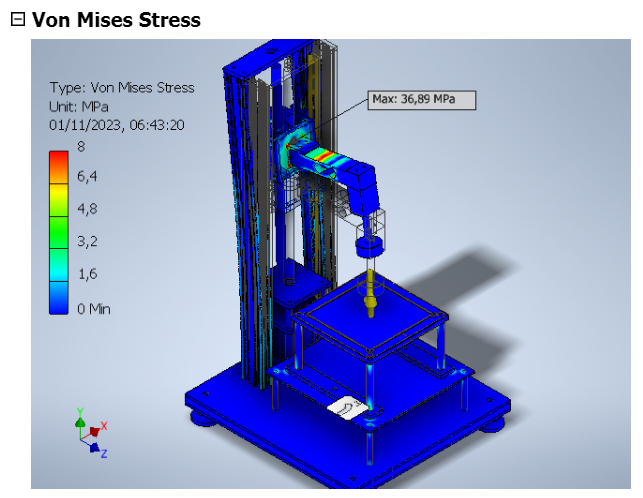 Von Mises Stress
Type: Von Mises Stress
Unit: MPa
01/11/2023, 06:43:20
Max: 36,89 MPa
8
6,4
4,8
3,2
1,6
0 Min
Y
X
Z